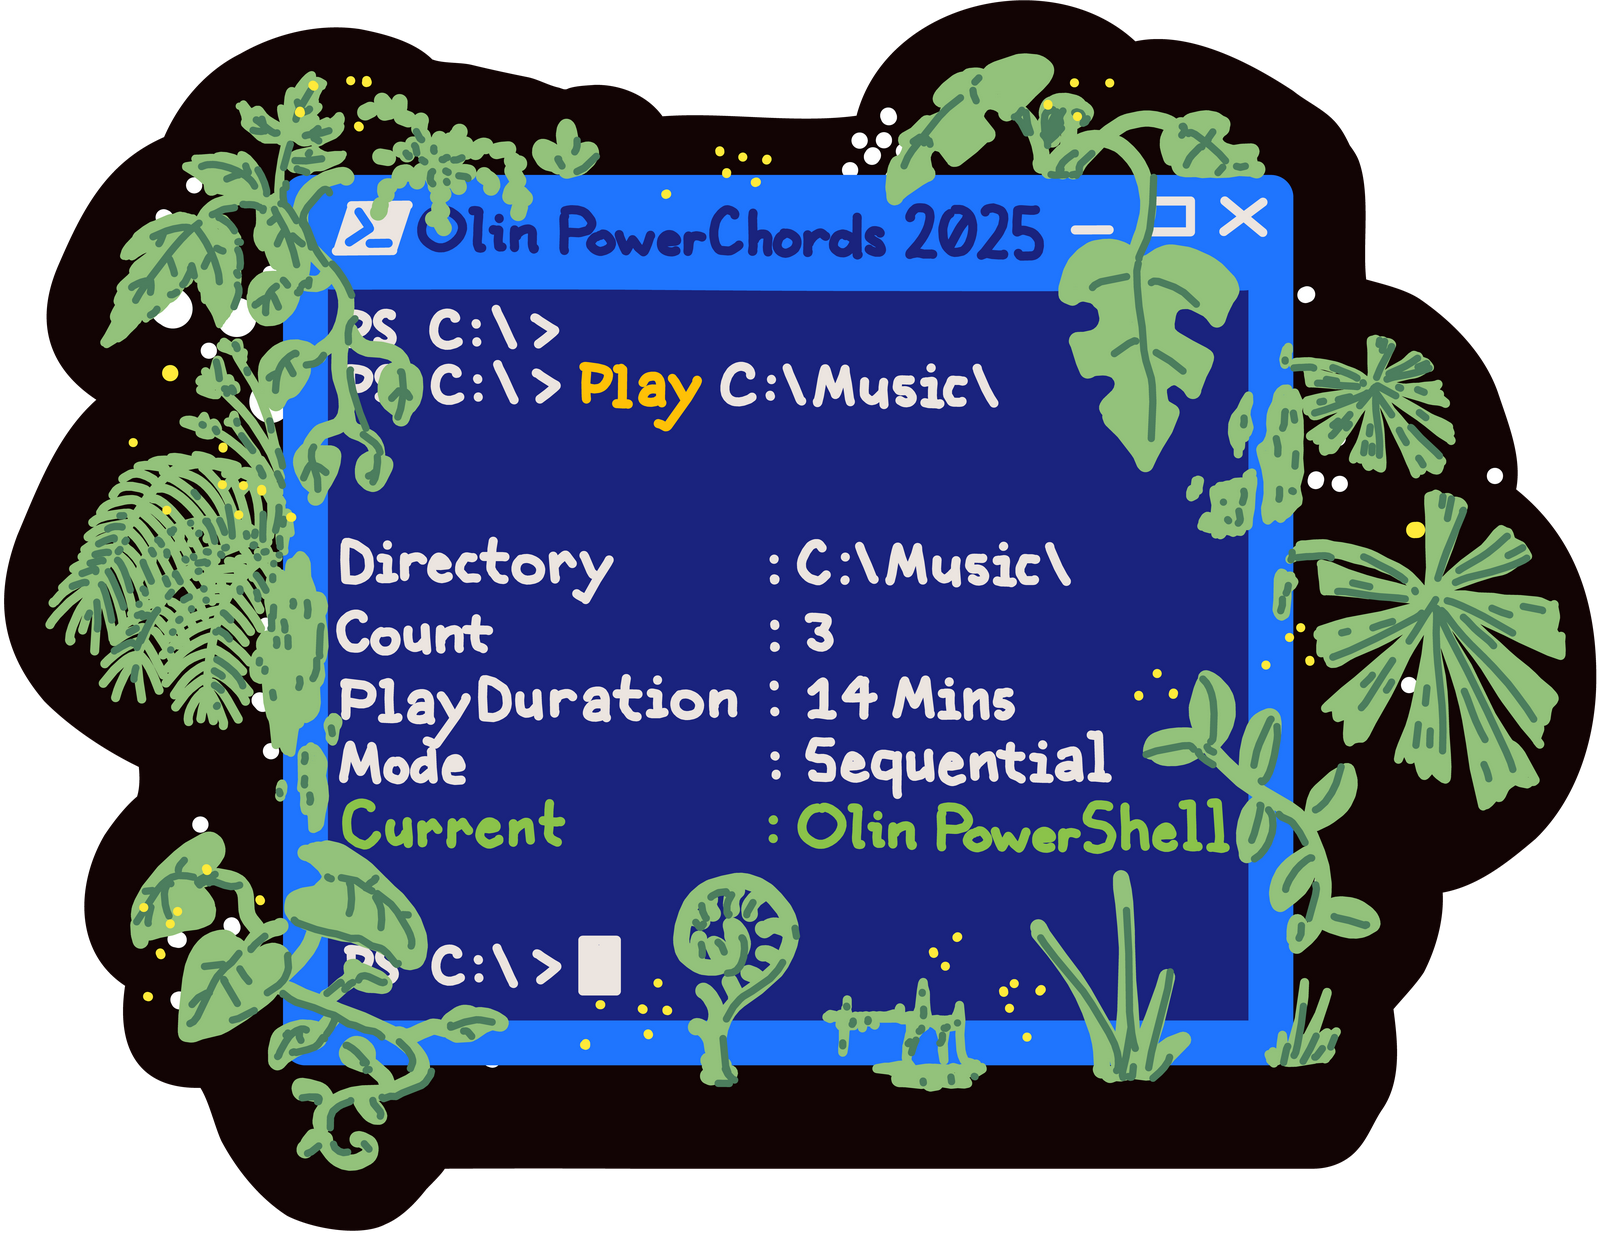 Olin PowerChords 2025
PS C:\>
PS C:\> Play C:\Music\
Directory : C:\Music\
Count : 3
PlayDuration : 14 Mins
Mode : Sequential
Current : Olin PowerShell
PS C:\>